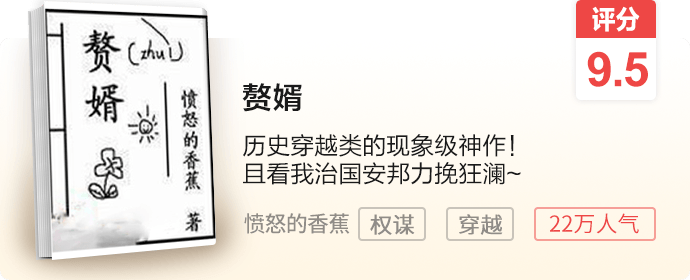 赘婿
(zhuì)
愤怒的香蕉 著
评分
9.5
赘婿
历史穿越类的现象级神作!
且看我治国安邦力挽狂澜~
愤怒的香蕉 权谋 穿越 22万人气